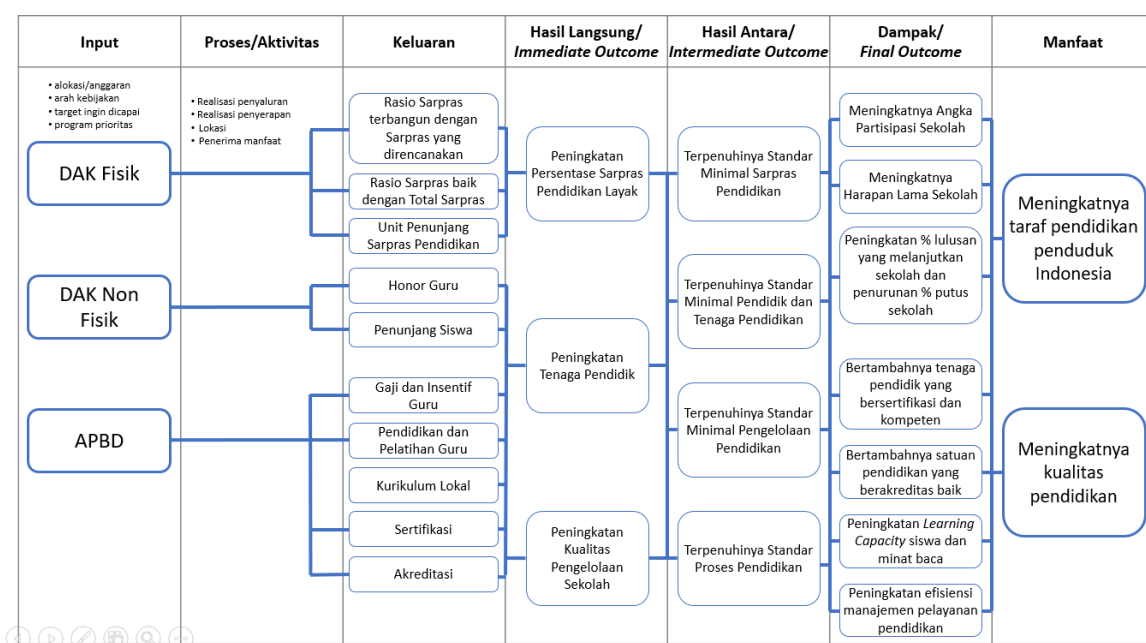 Input
Proses/Aktivitas
Keluaran
Hasil Langsung/
Immediate Outcome
Hasil Antara/
Intermediate Outcome
Dampak/
Final Outcome
Manfaat
• alokasi/anggaran
• arah kebijakan
• target ingin dicapai
• program prioritas
DAK Fisik
DAK Non
Fisik
APBD
• Realisasi penyaluran
• Realisasi penyerapan
• Lokasi
• Penerima manfaat
Rasio Sarpras
terbangun dengan
Sarpras yang
direncanakan
Rasio Sarpras baik
dengan Total Sarpras
Unit Penunjang
Sarpras Pendidikan
Honor Guru
Penunjang Siswa
Gaji dan Insentif
Guru
Pendidikan dan
Pelatihan Guru
Kurikulum Lokal
Sertifikasi
Akreditasi
Peningkatan
Persentase Sarpras
Pendidikan Layak
Peningkatan
Tenaga Pendidik
Peningkatan
Kualitas
Pengelolaan
Sekolah
Terpenuhinya Standar
Minimal Sarpras
Pendidikan
Terpenuhinya Standar
Minimal Pendidik dan
Tenaga Pendidikan
Terpenuhinya Standar
Minimal Pengelolaan
Pendidikan
Terpenuhinya Standar
Proses Pendidikan
Meningkatnya Angka
Partisipasi Sekolah
Meningkatnya
Harapan Lama Sekolah
Peningkatan % lulusan
yang melanjutkan
sekolah dan
penurunan % putus
sekolah
Bertambahnya tenaga
pendidik yang
bersertifikasi dan
kompeten
Bertambahnya satuan
pendidikan yang
berakreditas baik
Peningkatan Learning
Capacity siswa dan
minat baca
Peningkatan efisiensi
manajemen pelayanan
pendidikan
Meningkatnya
taraf pendidikan
penduduk
Indonesia
Meningkatnya
kualitas
pendidikan